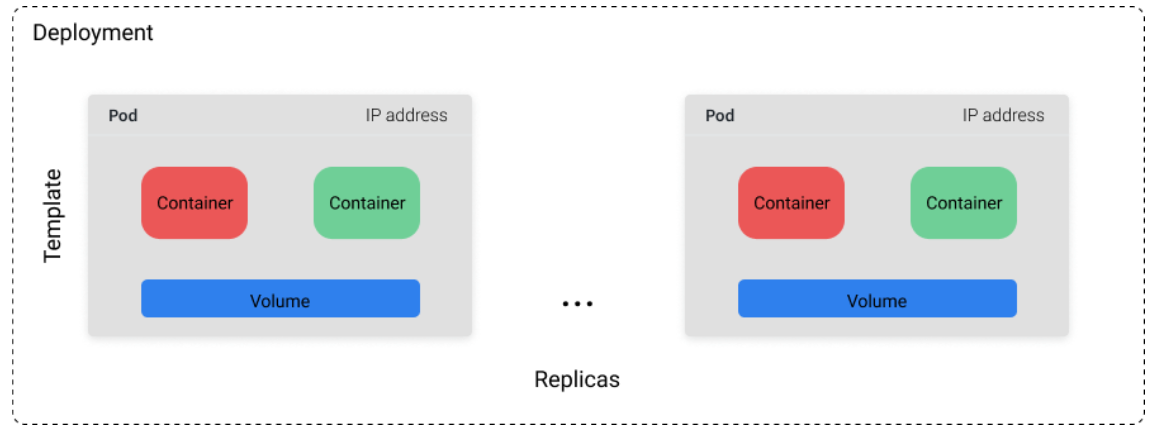 Deployment
Pod IP address
Pod IP address
Template
Container Container
Container Container
Volume
...
Volume
Replicas